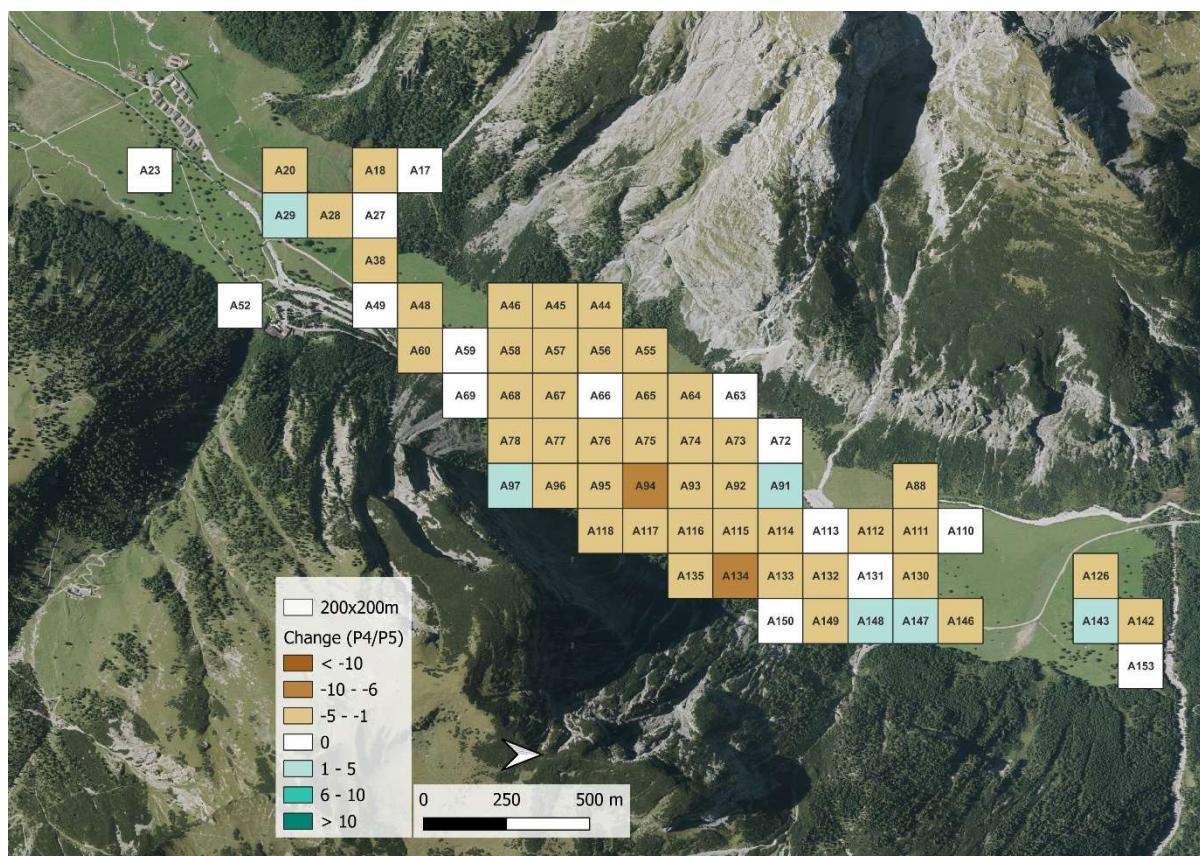 A23 A20 A18 A17
A29 A28 A27
A38
A52 A49 A48 A46 A45 A44
A60 A59 A58 A57 A56 A55
A69 A68 A67 A66 A65 A64 A63
A78 A77 A76 A75 A74 A73 A72
A97 A96 A95 A94 A93 A92 A91 A88
A118 A117 A116 A115 A114 A113 A112 A111 A110
A135 A134 A133 A132 A131 A130 A126
A150 A149 A148 A147 A146 A143 A142
A153
200x200m
Change (P4/P5)
< -10
-10 - -6
-5 - -1
0
1 - 5
6 - 10
> 10
0 250 500 m